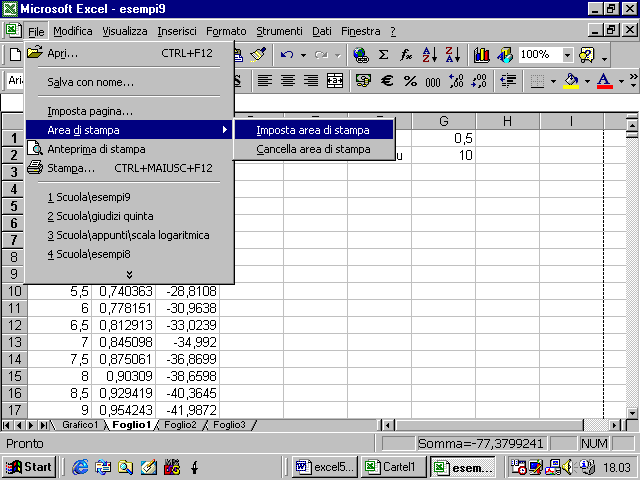 Microsoft Excel - esempi9
File Modifica Visualizza Inserisci Formato Strumenti Dati Finestra ?
100%
Apri... CTRL+F12
Salva con nome...
Imposta pagina...
Area di stampa
Imposta area di stampa
Cancella area di stampa
Anteprima di stampa
Stampa... CTRL+MAIUSC+F12
1 Scuola\esempi9
2 Scuola\giudizi quinta
3 Scuola\appunti\scala logaritmica
4 Scuola\esempi8
Ari
G C S
€ % 000
G H I
1 0,5
2 u 10
3
4
5
6
7
8
9
10 5,5 0,740363 -28,8108
11 6 0,778151 -30,9638
12 6,5 0,812913 -33,0239
13 7 0,845098 -34,992
14 7,5 0,875061 -36,8699
15 8 0,90309 -38,6598
16 8,5 0,929419 -40,3645
17 9 0,954243 -41,9872
Grafico1 Foglio1 Foglio2 Foglio3
Pronto Somma=-77,3799241 NUM
Start excel5... Cartel1 esem... 18.03